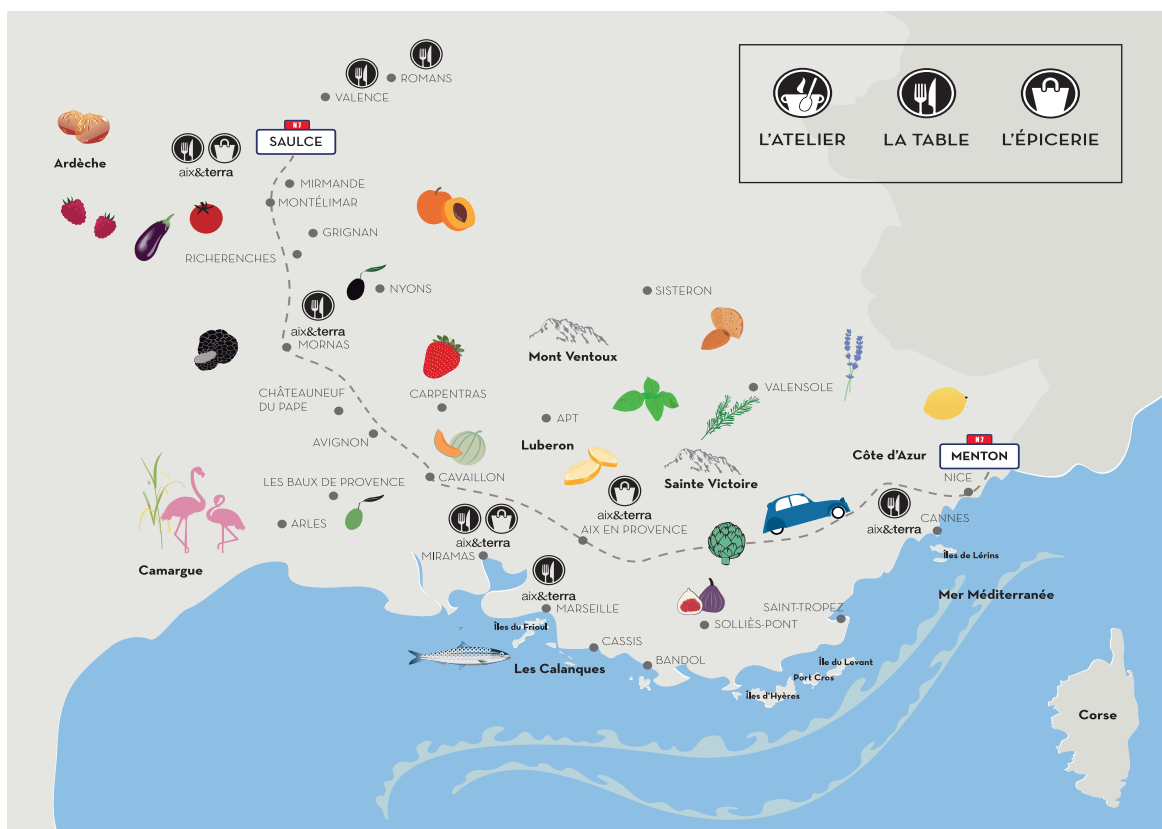 ROMANS
VALENCE
L'ATELIER
LA TABLE
L'ÉPICERIE
N7
SAULCE
Ardèche
aix&terra
MIRMANDE
MONTÉLIMAR
GRIGNAN
RICHERENCHES
NYONS
SISTERON
aix&terra
MORNAS
Mont Ventoux
CHÂTEAUNEUF
DU PAPE
CARPENTRAS
VALENSOLE
APT
AVIGNON
Luberon
Côte d'Azur
N7
MENTON
CAVAILLON
Sainte Victoire
NICE
LES BAUX DE PROVENCE
aix&terra
AIX EN PROVENCE
aix&terra
CANNES
ARLES
aix&terra
MIRAMAS
Îles de Lérins
Camargue
aix&terra
MARSEILLE
Mer Méditerranée
SAINT-TROPEZ
Îles du Frioul
SOLLIÈS-PONT
CASSIS
Les Calanques
BANDOL
Île du Levant
Port Cros
Îles d'Hyères
Corse